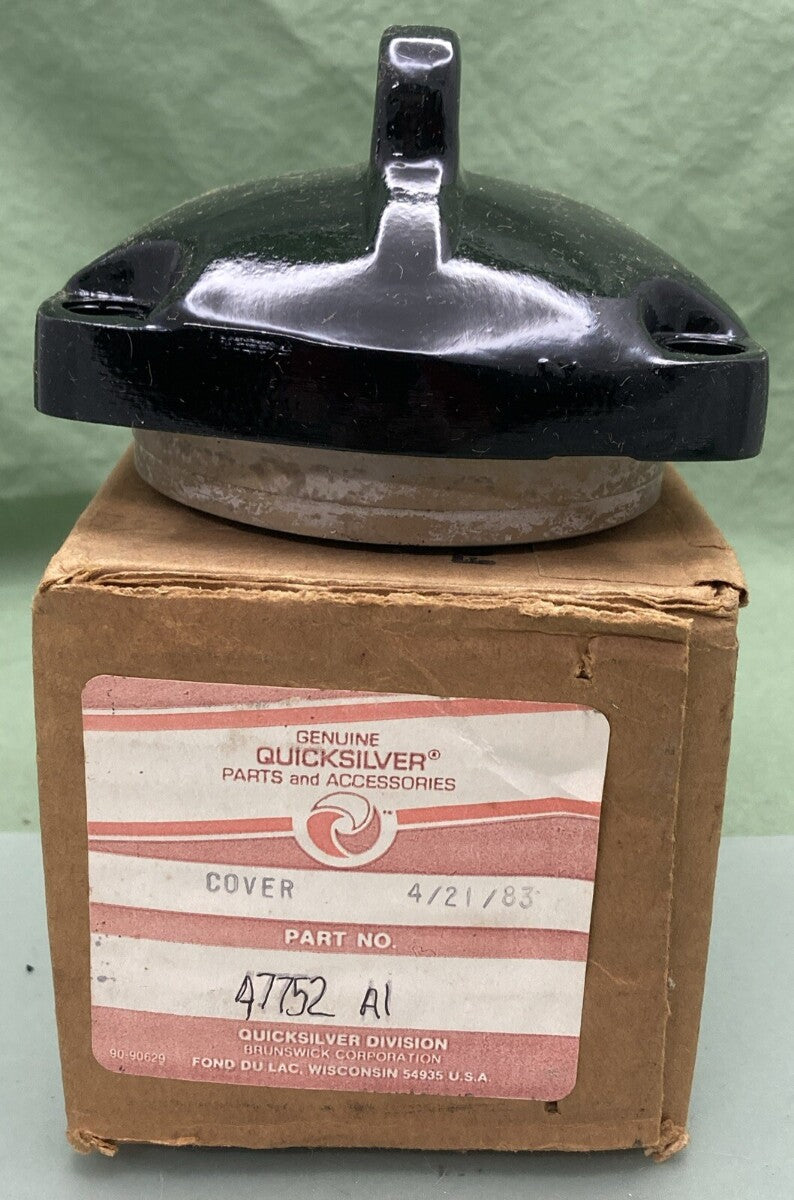 GENUINE
QUICKSILVER®
PARTS and ACCESSORIES
COVER 4/21/83
PART NO.
47752 A1
QUICKSILVER DIVISION
BRUNSWICK CORPORATION
90-90629
FOND DU LAC, WISCONSIN 54935 U.S.A.